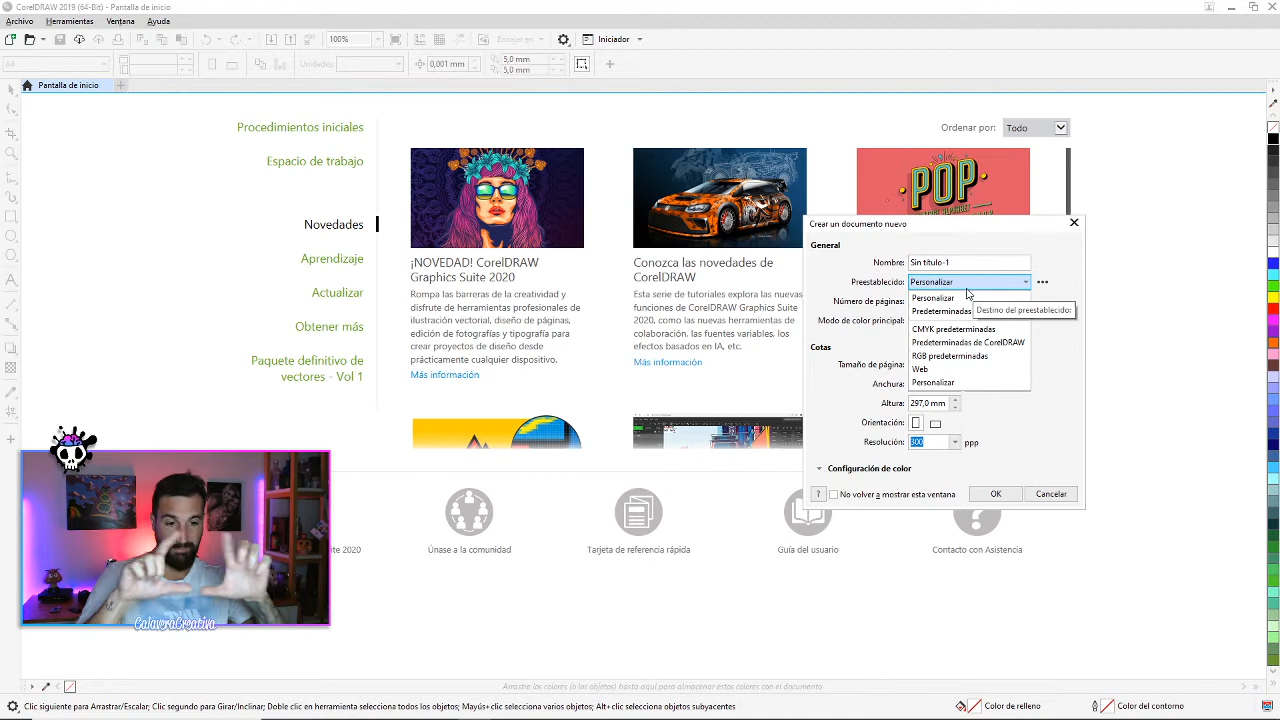 CorelDRAW 2019 (64-Bit) - Pantalla de inicio
Archivo Herramientas Ventana Ayuda
100% Iniciador
Unidades: 0,001 mm 5,0 mm
5,0 mm
Pantalla de inicio
Procedimientos iniciales
Espacio de trabajo
Novedades
Aprendizaje
Actualizar
Obtener más
Paquete definitivo de
vectores - Vol 1
Ordenar por: Todo
POP
¡NOVEDAD! CorelDRAW
Graphics Suite 2020
Rompa las barreras de la creatividad y
disfrute de diseño más potentes de
ilustración vectorial, diseño de páginas,
edición de fotografías y tipografía para
crear proyectos de diseño desde
prácticamente cualquier dispositivo.
Más información
Conozca las novedades de
CorelDRAW
Esta serie de tutoriales explora las nuevas
funciones de CorelDRAW Graphics Suite
2020, como las nuevas herramientas de
colaboración, las fuentes variables, los
efectos basados en IA, etc.
Más información
Crear un documento nuevo
General
Nombre: Sin título-1
Preestablecido: Personalizar
Número de páginas:
Modo de color principal:
Personalizar
Predeterminadas
Destino del preestablecido:
CMYK predeterminadas
Predeterminadas de CorelDRAW
RGB predeterminadas
Web
Personalizar
Cotas
Tamaño de página:
Anchura:
Altura: 297,0 mm
Orientación:
Resolución: 300 ppp
Configuración de color
? No volver a mostrar esta ventana OK Cancelar
ite 2020
Únase a la comunidad
Tarjeta de referencia rápida
Guía del usuario
Contacto con Asistencia
CalaveraCreativa
Arrastre los colores (o los objetos) hasta aquí para almacenar estos colores con el documento
Clic siguiente para Arrastrar/Escalar; Clic segundo para Girar/Inclinar; Doble clic en herramienta selecciona todos los objetos; Mayús+clic selecciona varios objetos; Alt+clic selecciona objetos subyacentes
Color de relleno
Color del contorno